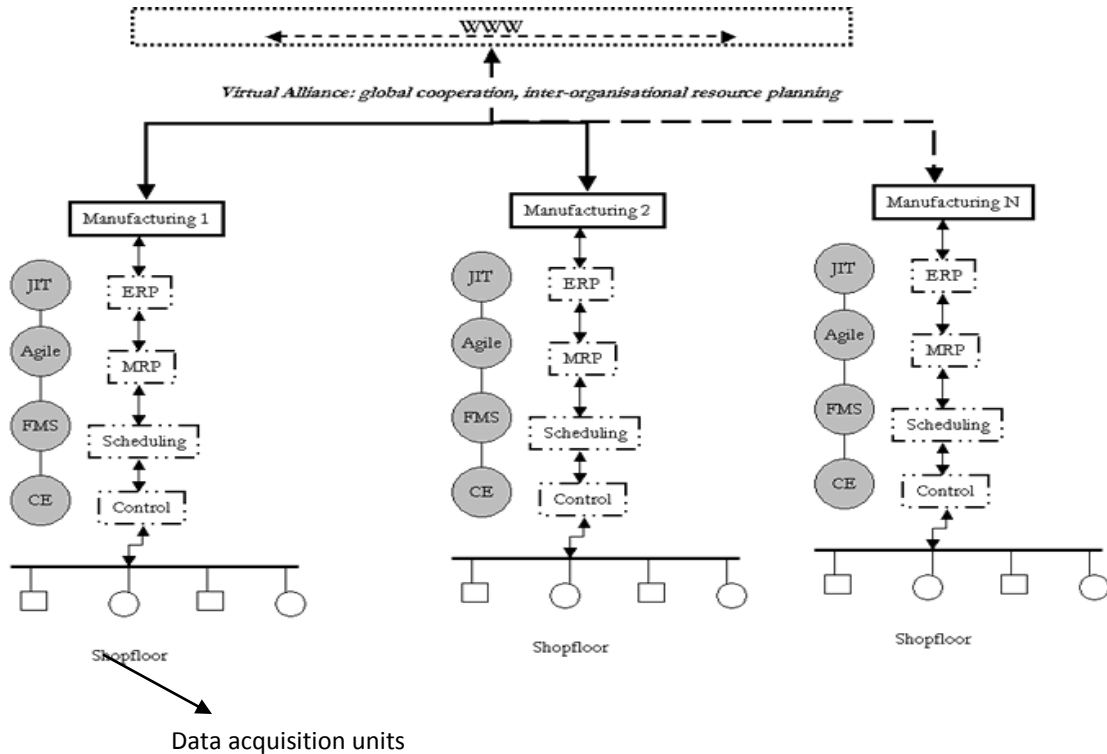 WWW
Virtual Alliance: global cooperation, inter-organisational resource planning
Manufacturing 1
JIT
ERP
Agile
MRP
FMS
Scheduling
CE
Control
Shopfloor
Data acquisition units
Manufacturing 2
JIT
ERP
Agile
MRP
FMS
Scheduling
CE
Control
Shopfloor
Manufacturing N
JIT
ERP
Agile
MRP
FMS
Scheduling
CE
Control
Shopfloor